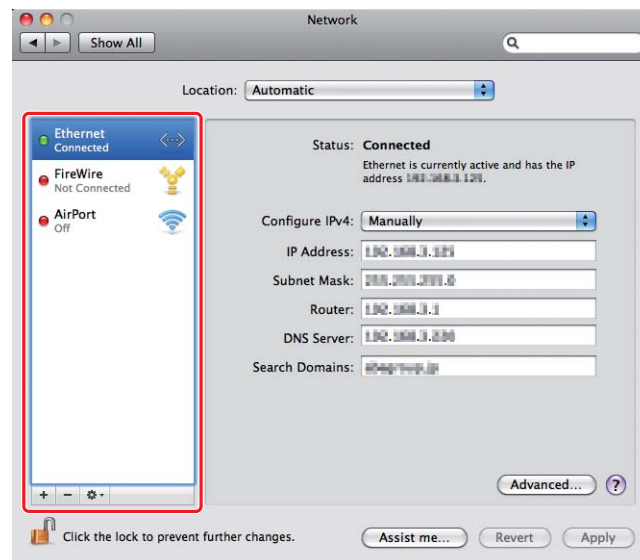 Network
Show All
Location: Automatic
Ethernet
Connected
FireWire
Not Connected
AirPort
Off
Status: Connected
Ethernet is currently active and has the IP
address
Configure IPv4: Manually
IP Address:
Subnet Mask:
Router:
DNS Server:
Search Domains:
Advanced... ?
Click the lock to prevent further changes.
Assist me... Revert Apply